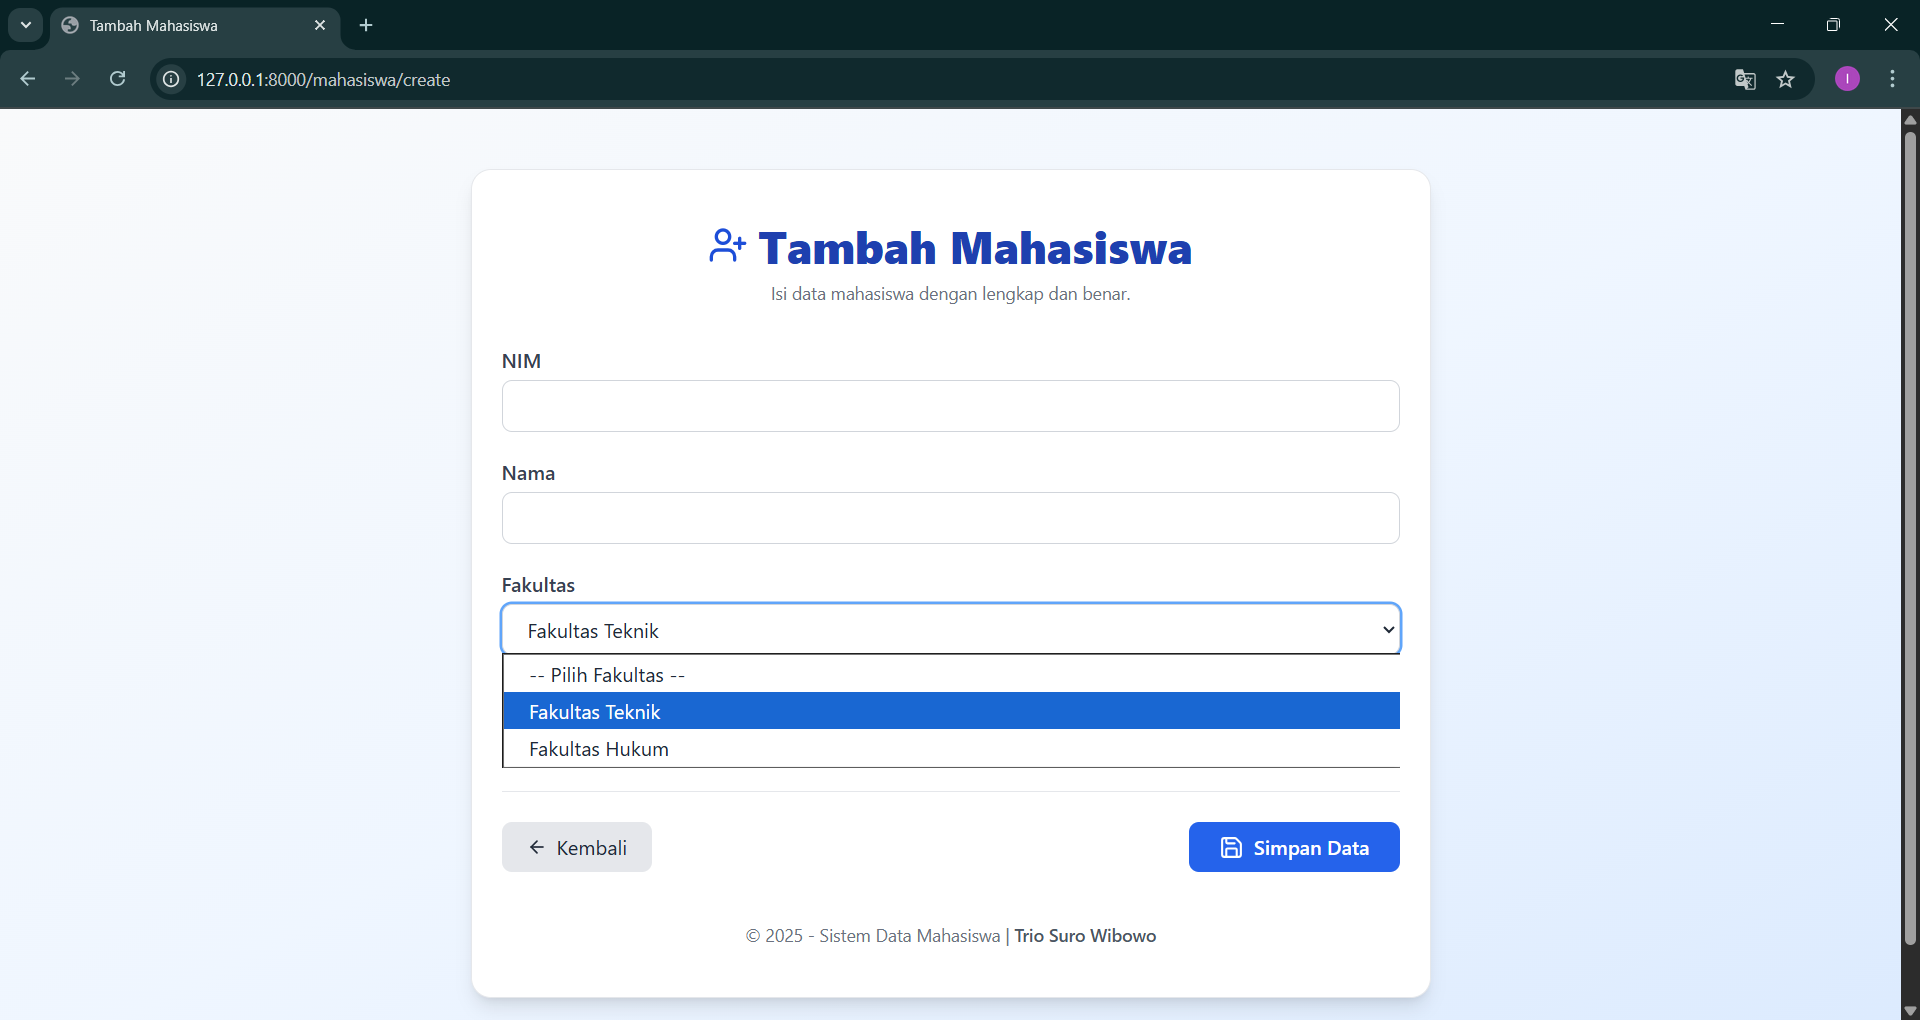 Tambah Mahasiswa
127.0.0.1:8000/mahasiswa/create
I
Tambah Mahasiswa
Isi data mahasiswa dengan lengkap dan benar.
NIM
Nama
Fakultas
Fakultas Teknik
-- Pilih Fakultas --
Fakultas Teknik
Fakultas Hukum
Kembali
Simpan Data
© 2025 - Sistem Data Mahasiswa | Trio Suro Wibowo